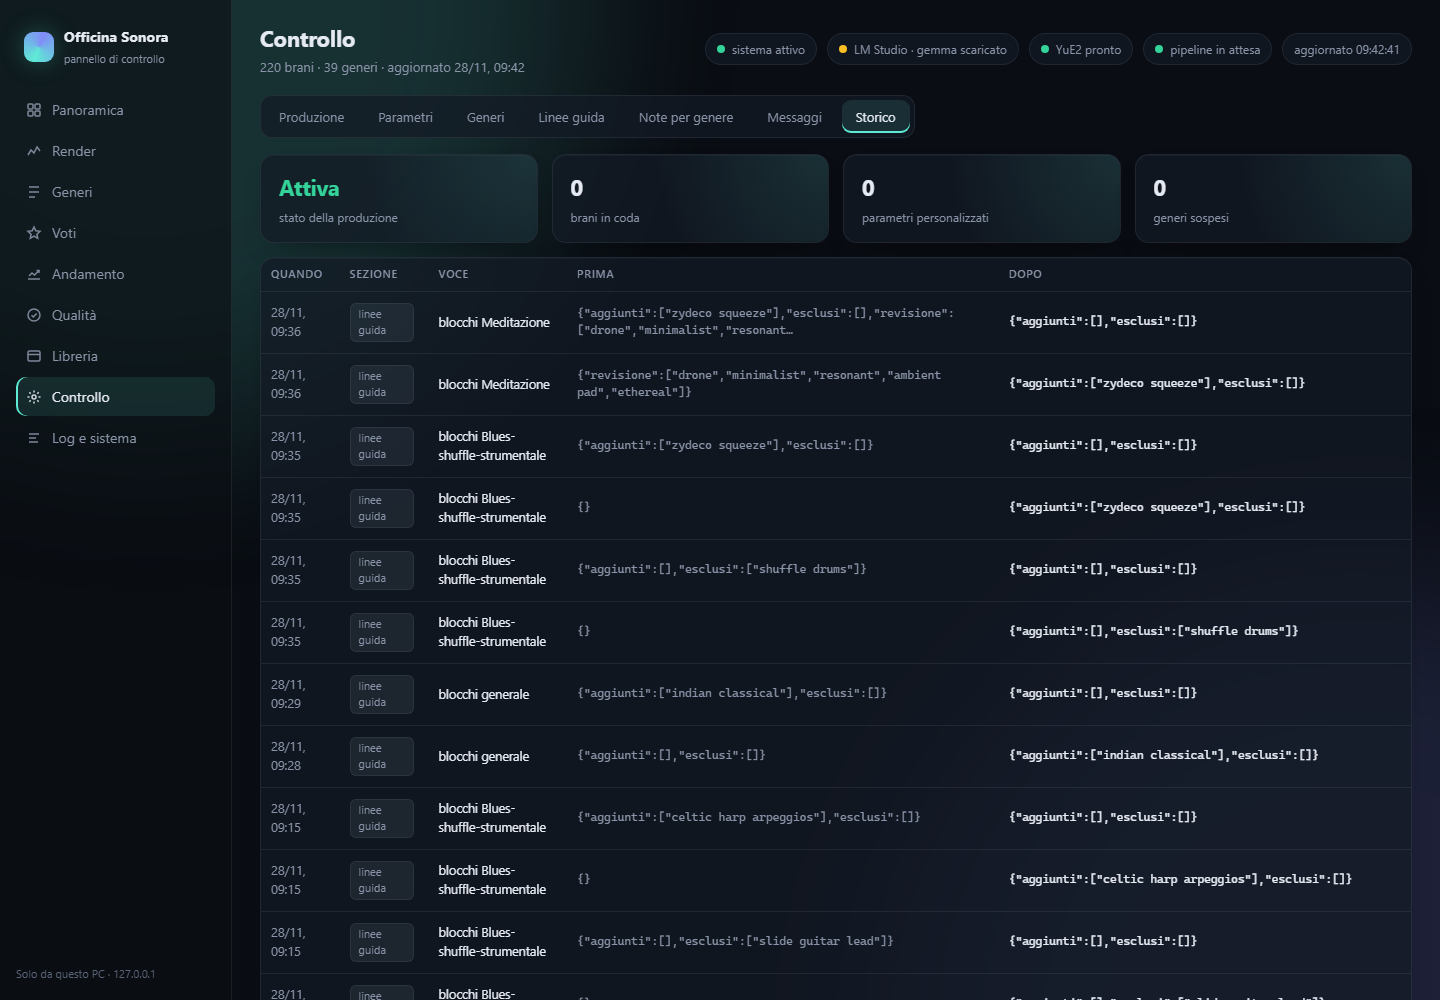 Officina Sonora
pannello di controllo
Panoramica
Render
Generi
Voti
Andamento
Qualità
Libreria
Controllo
Log e sistema
Solo da questo PC · 127.0.0.1
Controllo
220 brani · 39 generi · aggiornato 28/11, 09:42
sistema attivo
LM Studio · gemma scaricato
YuE2 pronto
pipeline in attesa
aggiornato 09:42:41
Produzione
Parametri
Generi
Linee guida
Note per genere
Messaggi
Storico
Attiva
stato della produzione
0
brani in coda
0
parametri personalizzati
0
generi sospesi
QUANDO SEZIONE VOCE PRIMA DOPO
28/11,
09:36
linee
guida
blocchi Meditazione
{"aggiunti":["zydeco squeeze"],"esclusi":[],"revisione":
["drone","minimalist","resonant…
{"aggiunti":[],"esclusi":[]}
28/11,
09:36
linee
guida
blocchi Meditazione
{"revisione":["drone","minimalist","resonant","ambient
pad","ethereal"]}
{"aggiunti":["zydeco squeeze"],"esclusi":[]}
28/11,
09:35
linee
guida
blocchi Blues-
shuffle-strumentale
{"aggiunti":["zydeco squeeze"],"esclusi":[]}
{"aggiunti":[],"esclusi":[]}
28/11,
09:35
linee
guida
blocchi Blues-
shuffle-strumentale
{}
{"aggiunti":["zydeco squeeze"],"esclusi":[]}
28/11,
09:35
linee
guida
blocchi Blues-
shuffle-strumentale
{"aggiunti":[],"esclusi":["shuffle drums"]}
{"aggiunti":[],"esclusi":[]}
28/11,
09:35
linee
guida
blocchi Blues-
shuffle-strumentale
{}
{"aggiunti":[],"esclusi":["shuffle drums"]}
28/11,
09:29
linee
guida
blocchi generale
{"aggiunti":["indian classical"],"esclusi":[]}
{"aggiunti":[],"esclusi":[]}
28/11,
09:28
linee
guida
blocchi generale
{"aggiunti":[],"esclusi":[]}
{"aggiunti":["indian classical"],"esclusi":[]}
28/11,
09:15
linee
guida
blocchi Blues-
shuffle-strumentale
{"aggiunti":["celtic harp arpeggios"],"esclusi":[]}
{"aggiunti":[],"esclusi":[]}
28/11,
09:15
linee
guida
blocchi Blues-
shuffle-strumentale
{}
{"aggiunti":["celtic harp arpeggios"],"esclusi":[]}
28/11,
09:15
linee
guida
blocchi Blues-
shuffle-strumentale
{"aggiunti":[],"esclusi":["slide guitar lead"]}
{"aggiunti":[],"esclusi":[]}
28/11,
linee
blocchi Blues-